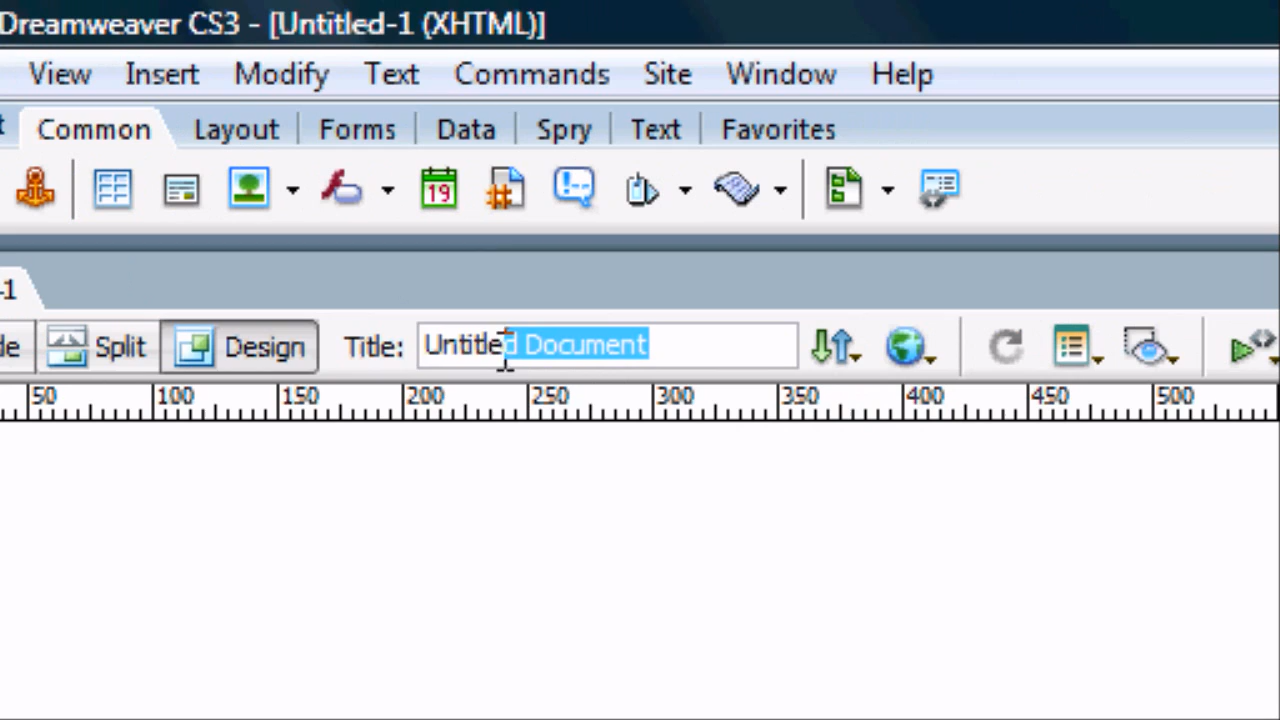 Dreamweaver CS3 - [Untitled-1 (XHTML)]
View Insert Modify Text Commands Site Window Help
Common Layout Forms Data Spry Text Favorites
19
-1
de Split Design Title: Untitled Document
50 100 150 200 250 300 350 400 450 500